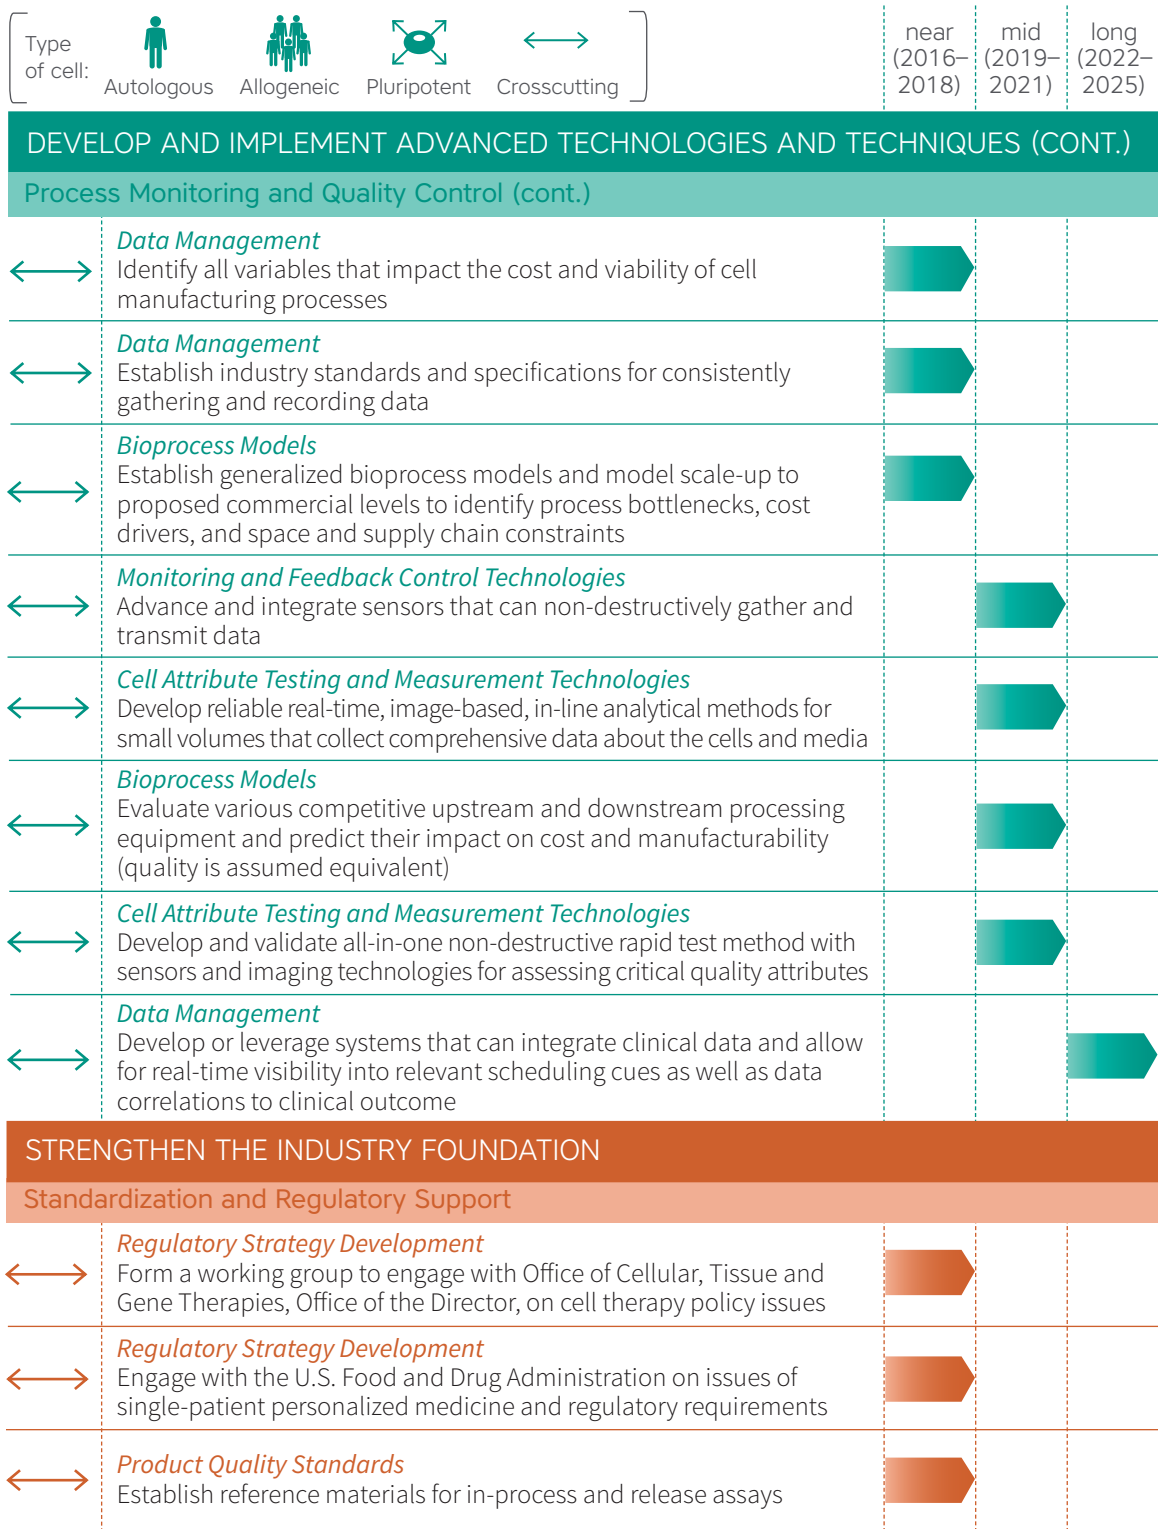 Type
of cell:
Autologous
Allogeneic
Pluripotent
Crosscutting
near
(2016–
2018)
mid
(2019–
2021)
long
(2022–
2025)
DEVELOP AND IMPLEMENT ADVANCED TECHNOLOGIES AND TECHNIQUES (CONT.)
Process Monitoring and Quality Control (cont.)
Data Management
Identify all variables that impact the cost and viability of cell
manufacturing processes
Data Management
Establish industry standards and specifications for consistently
gathering and recording data
Bioprocess Models
Establish generalized bioprocess models and model scale-up to
proposed commercial levels to identify process bottlenecks, cost
drivers, and space and supply chain constraints
Monitoring and Feedback Control Technologies
Advance and integrate sensors that can non-destructively gather and
transmit data
Cell Attribute Testing and Measurement Technologies
Develop reliable real-time, image-based, in-line analytical methods for
small volumes that collect comprehensive data about the cells and media
Bioprocess Models
Evaluate various competitive upstream and downstream processing
equipment and predict their impact on cost and manufacturability
(quality is assumed equivalent)
Cell Attribute Testing and Measurement Technologies
Develop and validate all-in-one non-destructive rapid test method with
sensors and imaging technologies for assessing critical quality attributes
Data Management
Develop or leverage systems that can integrate clinical data and allow
for real-time visibility into relevant scheduling cues as well as data
correlations to clinical outcome
STRENGTHEN THE INDUSTRY FOUNDATION
Standardization and Regulatory Support
Regulatory Strategy Development
Form a working group to engage with Office of Cellular, Tissue and
Gene Therapies, Office of the Director, on cell therapy policy issues
Regulatory Strategy Development
Engage with the U.S. Food and Drug Administration on issues of
single-patient personalized medicine and regulatory requirements
Product Quality Standards
Establish reference materials for in-process and release assays